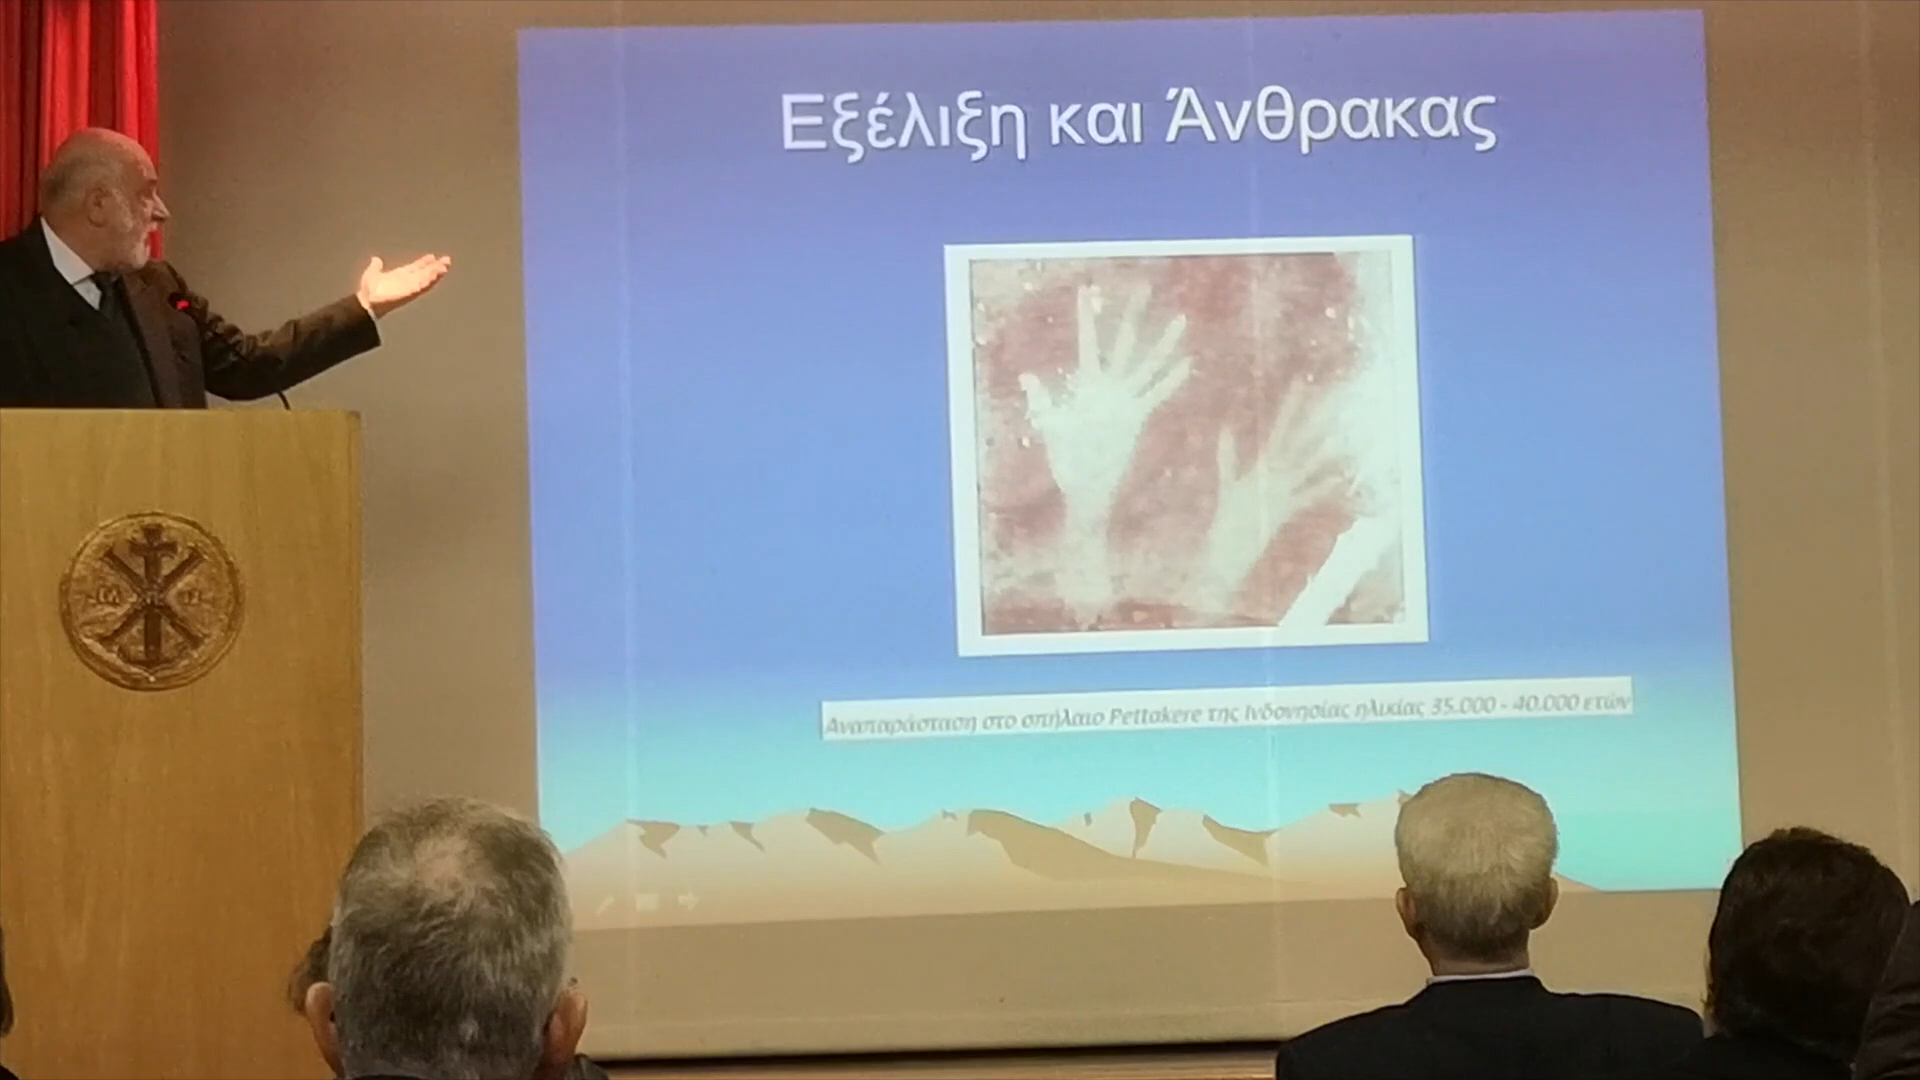 Εξέλιξη και Άνθρακας
Αναπαράσταση στο σπήλαιο Pettakere της Ινδονησίας ηλικίας 35.000 - 40.000 ετών